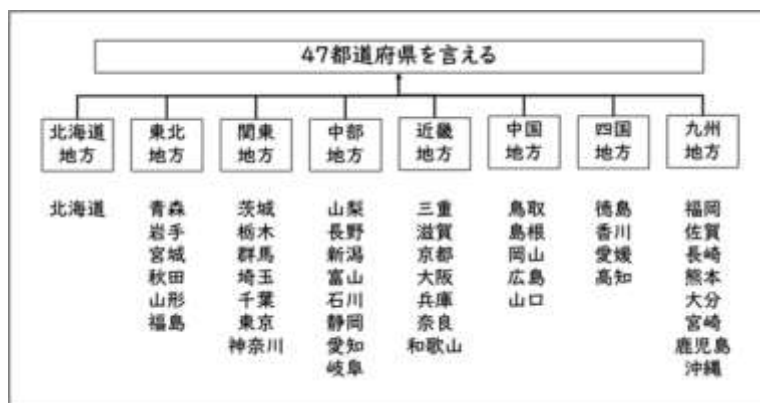 47都道府県を言える
北海道地方
東北地方
関東地方
中部地方
近畿地方
中国地方
四国地方
九州地方
北海道
青森
岩手
宮城
秋田
山形
福島
茨城
栃木
群馬
埼玉
千葉
東京
神奈川
山梨
長野
新潟
富山
石川
静岡
愛知
岐阜
三重
滋賀
京都
大阪
兵庫
奈良
和歌山
鳥取
島根
岡山
広島
山口
徳島
香川
愛媛
高知
福岡
佐賀
長崎
熊本
大分
宮崎
鹿児島
沖縄